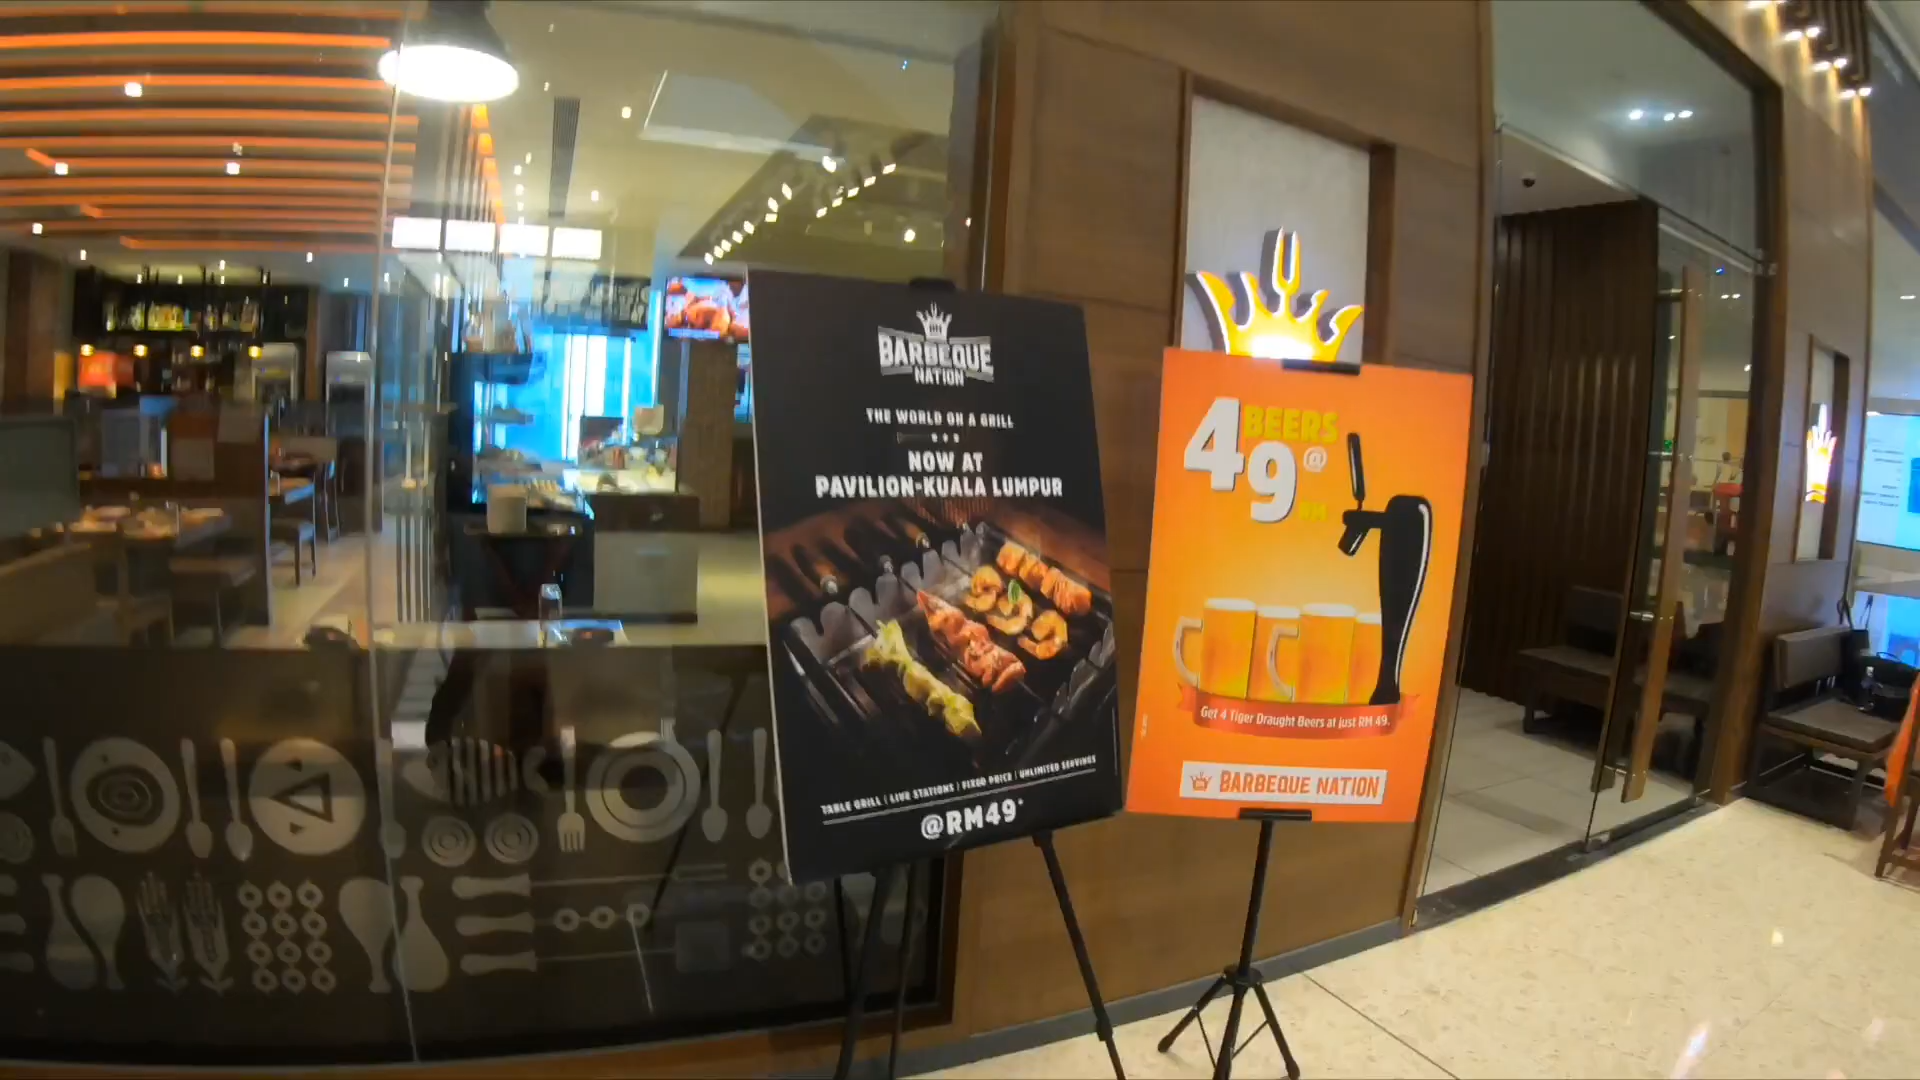 BARBEQUE
NATION
THE WORLD ON A GRILL
NOW AT
PAVILION-KUALA LUMPUR
TABLE GRILL | LIVE STATIONS | FIXED PRICE | UNLIMITED SERVINGS
@RM49*
4 BEERS
9 @
RM
Get 4 Tiger Draught Beers at just RM 49.
BARBEQUE NATION